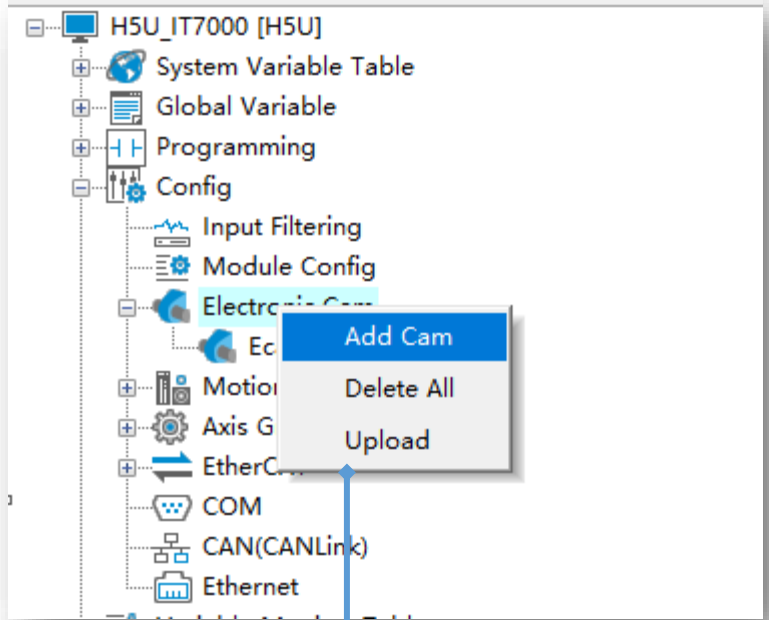 H5U_IT7000 [H5U]
System Variable Table
Global Variable
Programming
Config
Input Filtering
Module Config
Add Cam
Delete All
Upload
COM
CAN(CANLink)
Ethernet